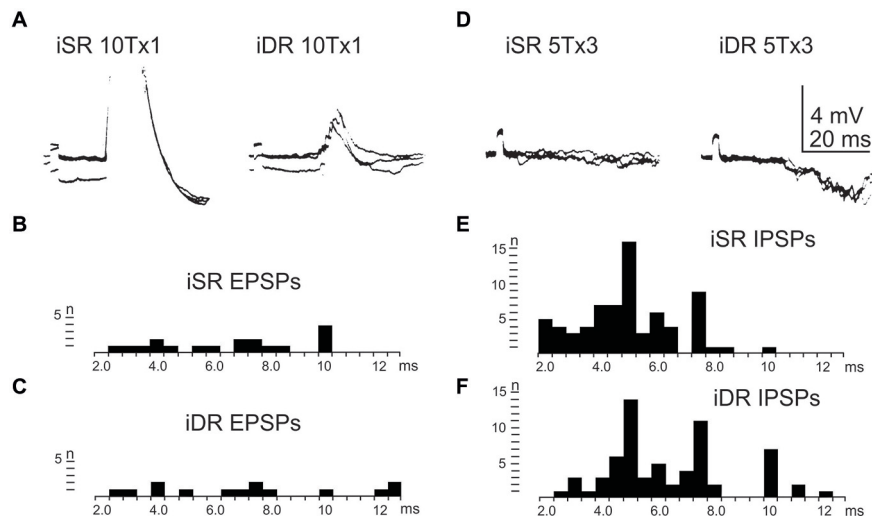 A
iSR 10Tx1
iDR 10Tx1
D
iSR 5Tx3
iDR 5Tx3
4 mV
20 ms
B
iSR EPSPs
5 n
2.0 4.0 6.0 8.0 10 12 ms
C
iDR EPSPs
5 n
2.0 4.0 6.0 8.0 10 12 ms
E
iSR IPSPs
15 n
10
5
2.0 4.0 6.0 8.0 10 12 ms
F
iDR IPSPs
15 n
10
5
2.0 4.0 6.0 8.0 10 12 ms